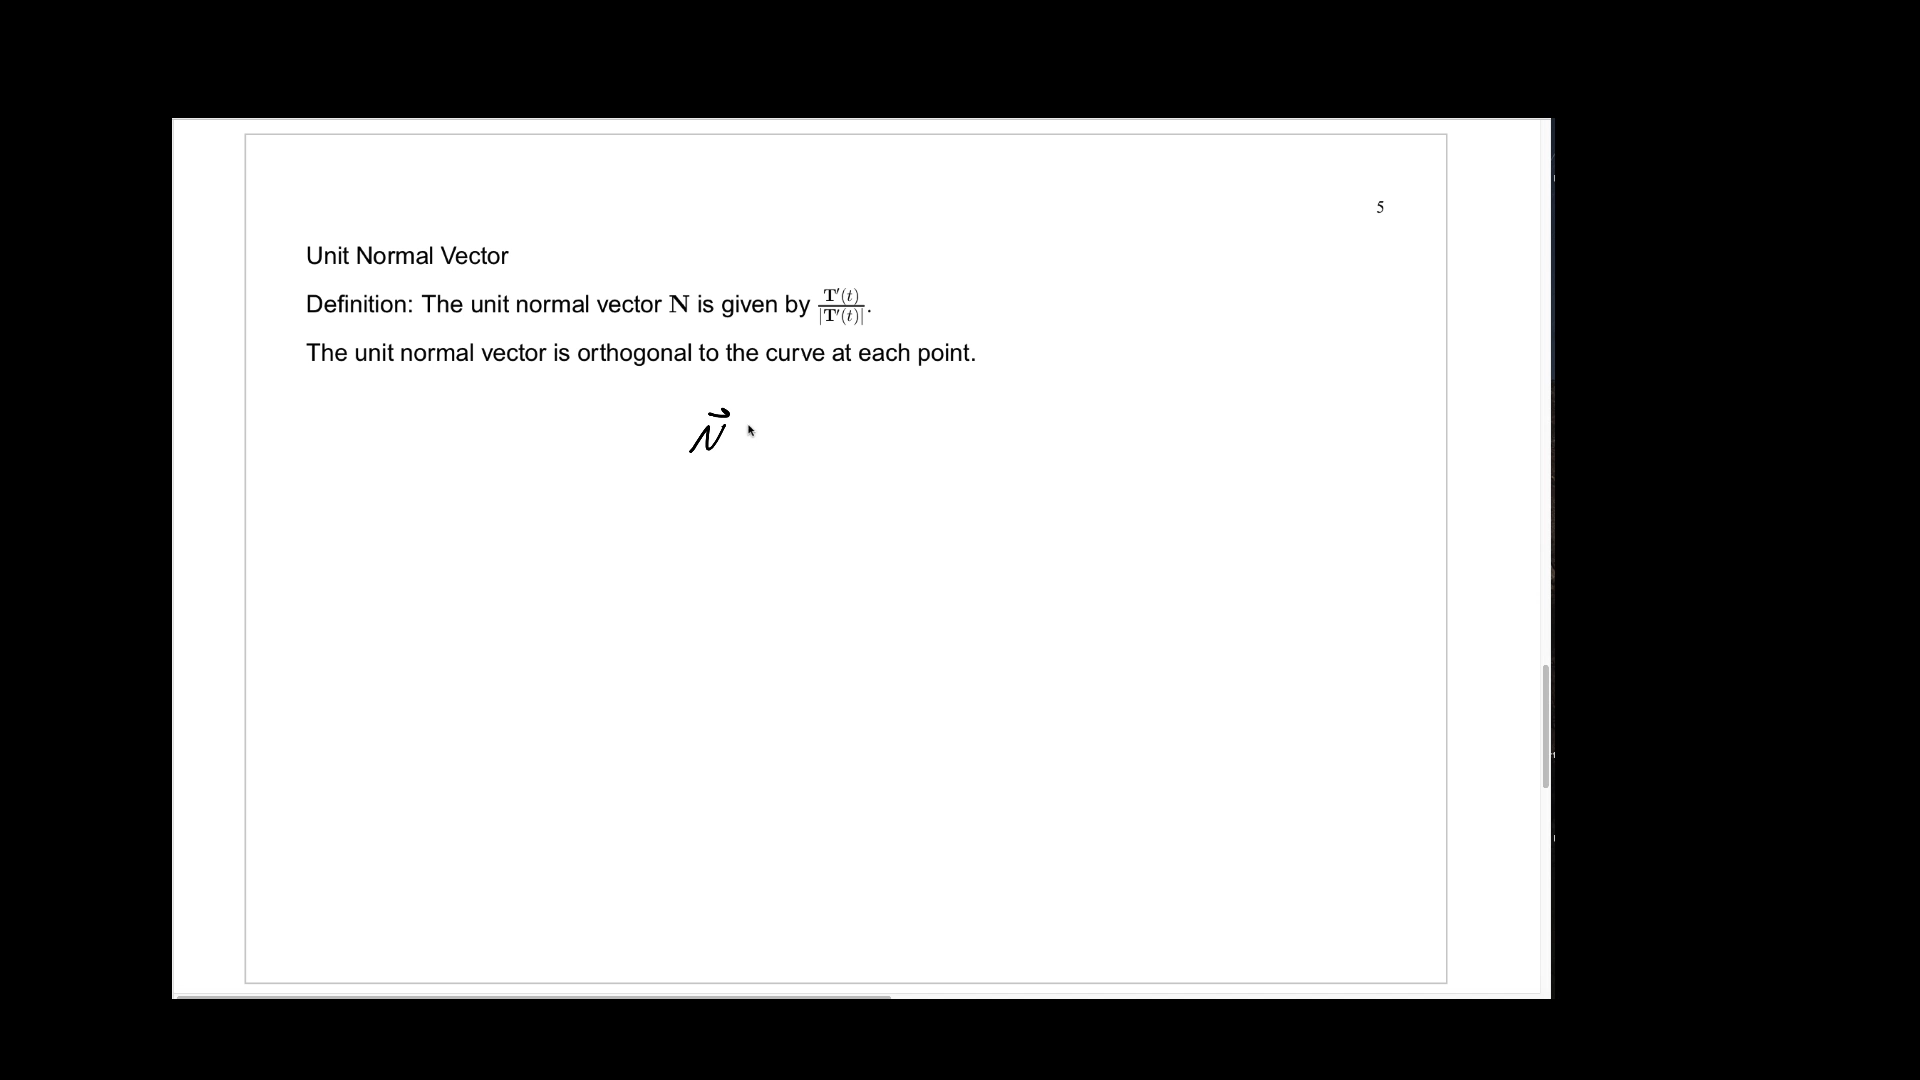 5
Unit Normal Vector
Definition: The unit normal vector N is given by T′(t)/|T′(t)|.
The unit normal vector is orthogonal to the curve at each point.
N⃗